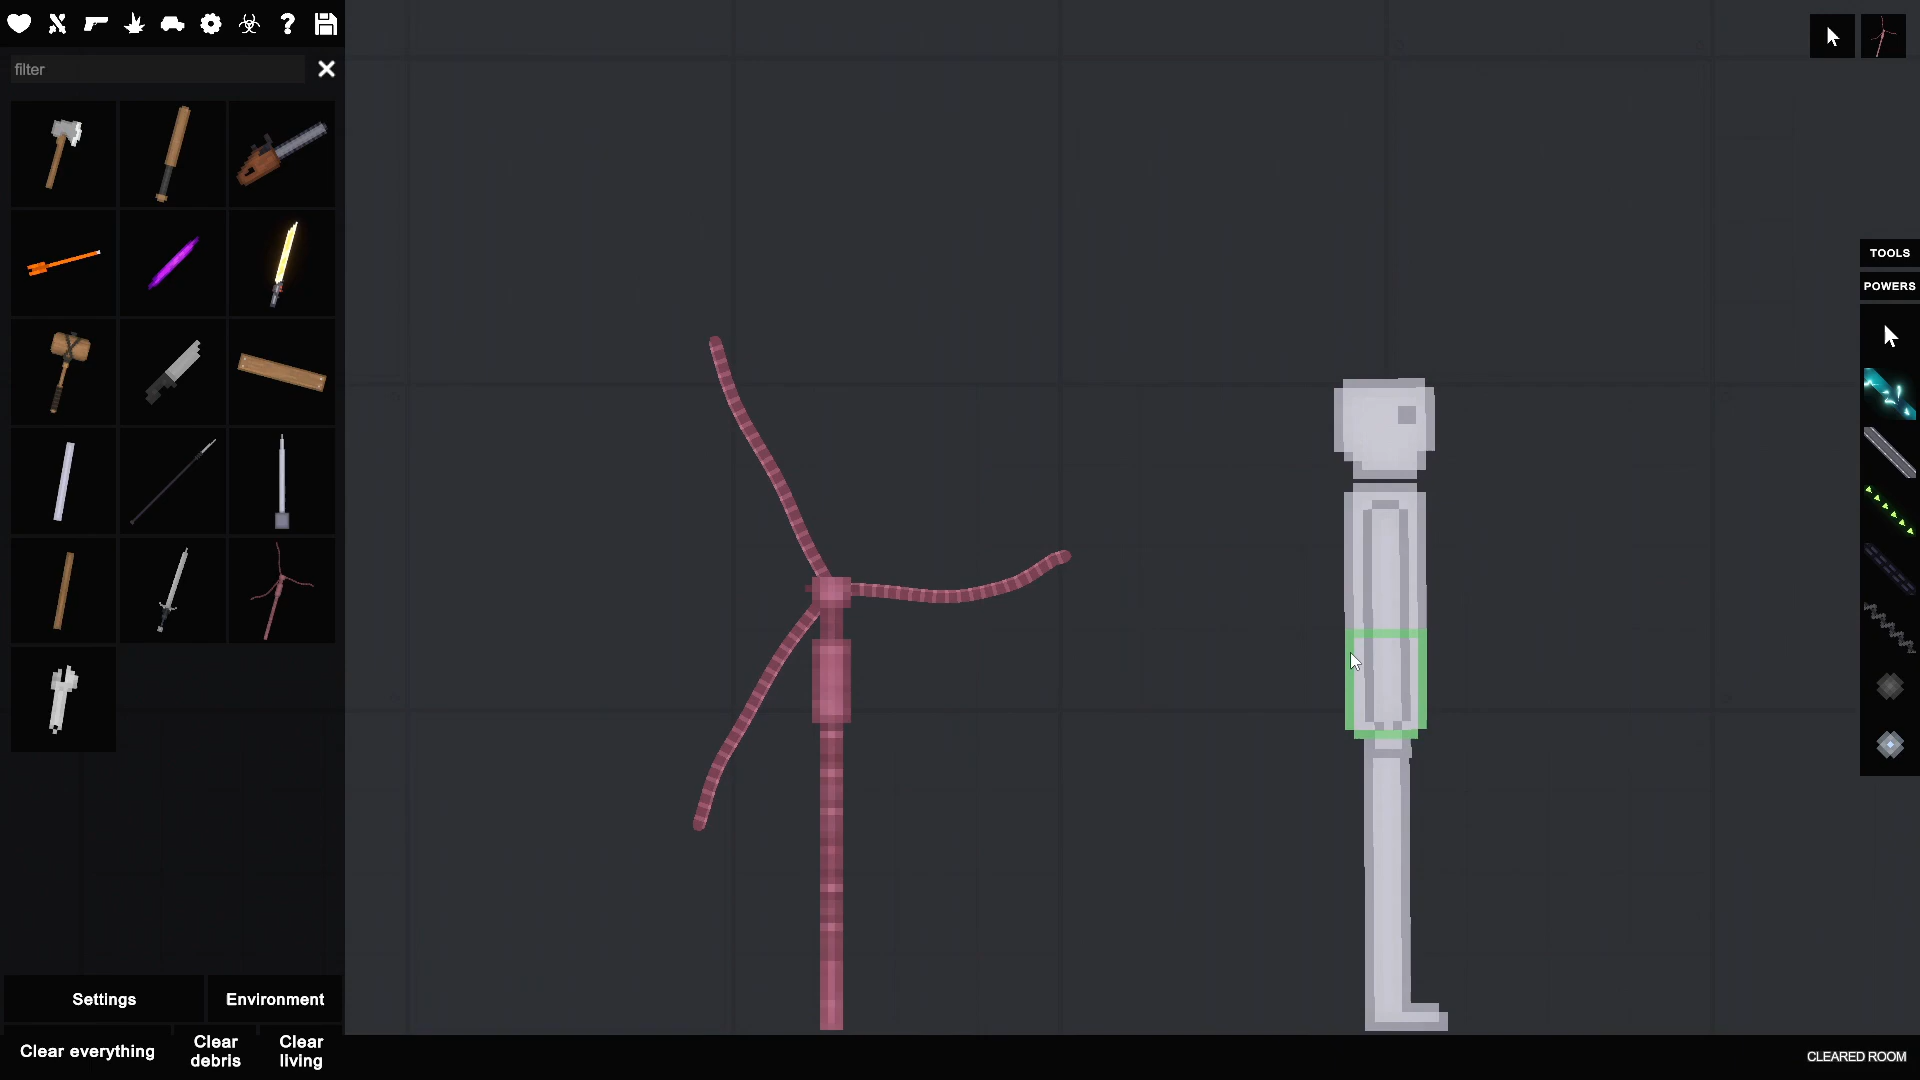 filter
TOOLS
POWERS
Settings
Environment
Clear everything
Clear
debris
Clear
living
CLEARED ROOM